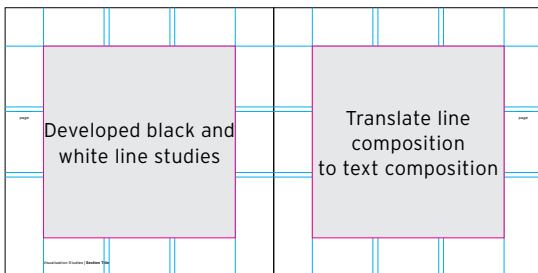 page
Developed black and
white line studies
Visualization Studies | Section Title
Translate line
composition
to text composition
page